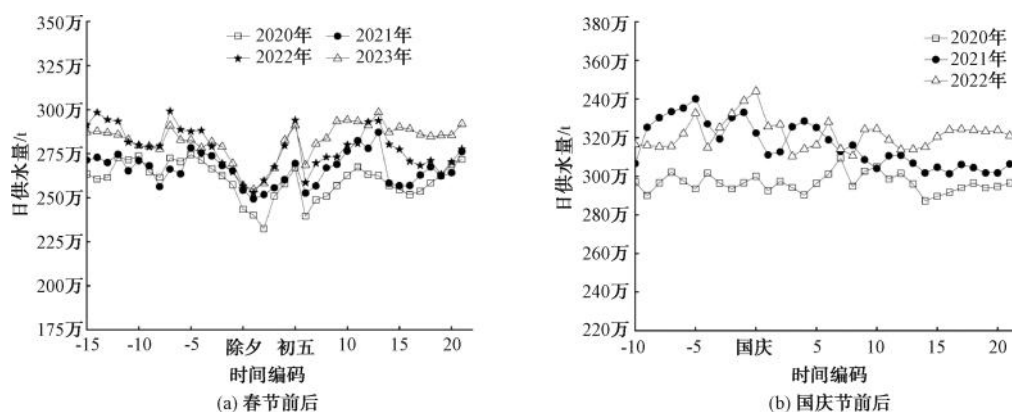 350万
325万
300万
275万
250万
225万
200万
175万
日供水量/t
2020年
2021年
2022年
2023年
-15
-10
-5
除夕
初五
10
15
20
时间编码
(a) 春节前后
380万
360万
340万
320万
300万
280万
260万
240万
220万
日供水量/t
2020年
2021年
2022年
-10
-5
国庆
5
10
15
20
时间编码
(b) 国庆节前后